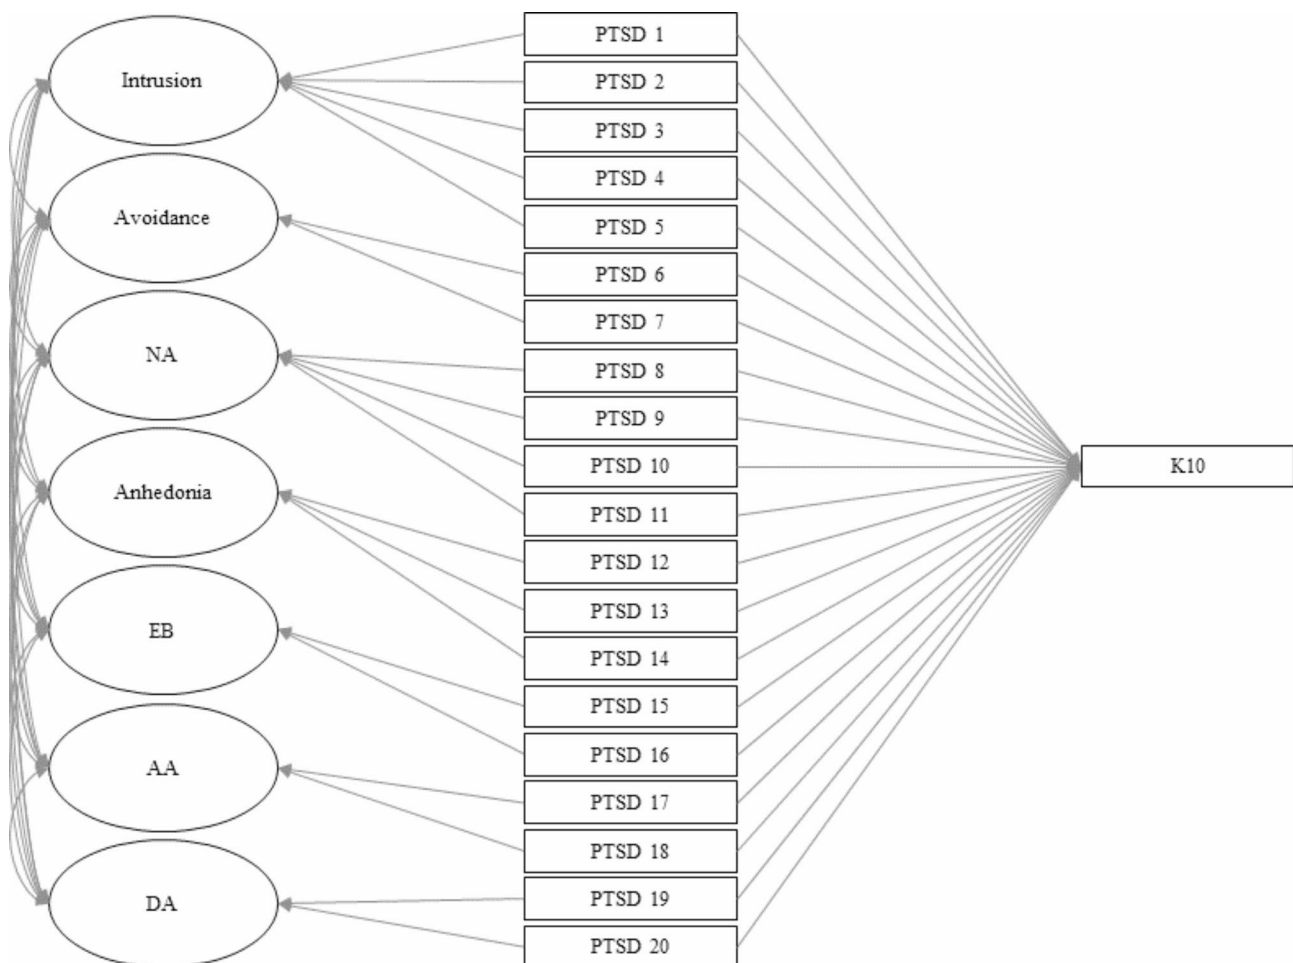 Intrusion
Avoidance
NA
Anhedonia
EB
AA
DA
PTSD 1
PTSD 2
PTSD 3
PTSD 4
PTSD 5
PTSD 6
PTSD 7
PTSD 8
PTSD 9
PTSD 10
PTSD 11
PTSD 12
PTSD 13
PTSD 14
PTSD 15
PTSD 16
PTSD 17
PTSD 18
PTSD 19
PTSD 20
K10